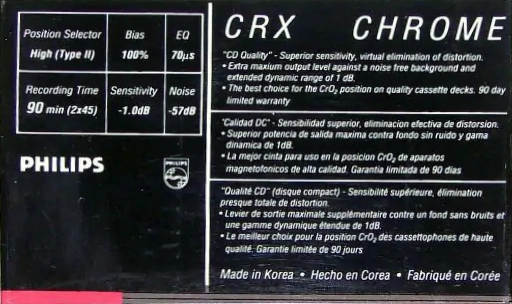 Position Selector Bias EQ
High (Type II) 100% 70µs
Recording Time Sensitivity Noise
90 min (2x45) -1.0dB -57dB
PHILIPS
PHILIPS
CRX CHROME
"CD Quality" - Superior sensitivity, virtual elimination of distortion.
• Extra maxium output level against a noise free background and
extended dynamic range of 1 dB.
• The best choice for the CrO₂ position on quality cassette decks. 90 day
limited warranty
"Calidad DC" - Sensibilidad superior, eliminacion efectiva de distorsion.
• Superior potencia de salida maxima contra fondo sin ruido y gama
dinamica de 1dB.
• La mejor cinta para uso en la posicion CrO₂ de aparatos
magnetofonicos de alta calidad. Garantia limitada de 90 dias
"Qualité CD" (disque compact) - Sensibilité supérieure, élimination
presque totale de distortion.
• Levier de sortie maximale supplémentaire contre un fond sans bruits et
une gamme dynamique étendue de 1dB.
• Le meilleur choix pour la position CrO₂ des cassettophones de haute
qualité. Garantie limitée de 90 jours
Made in Korea • Hecho en Corea • Fabriqué en Corée